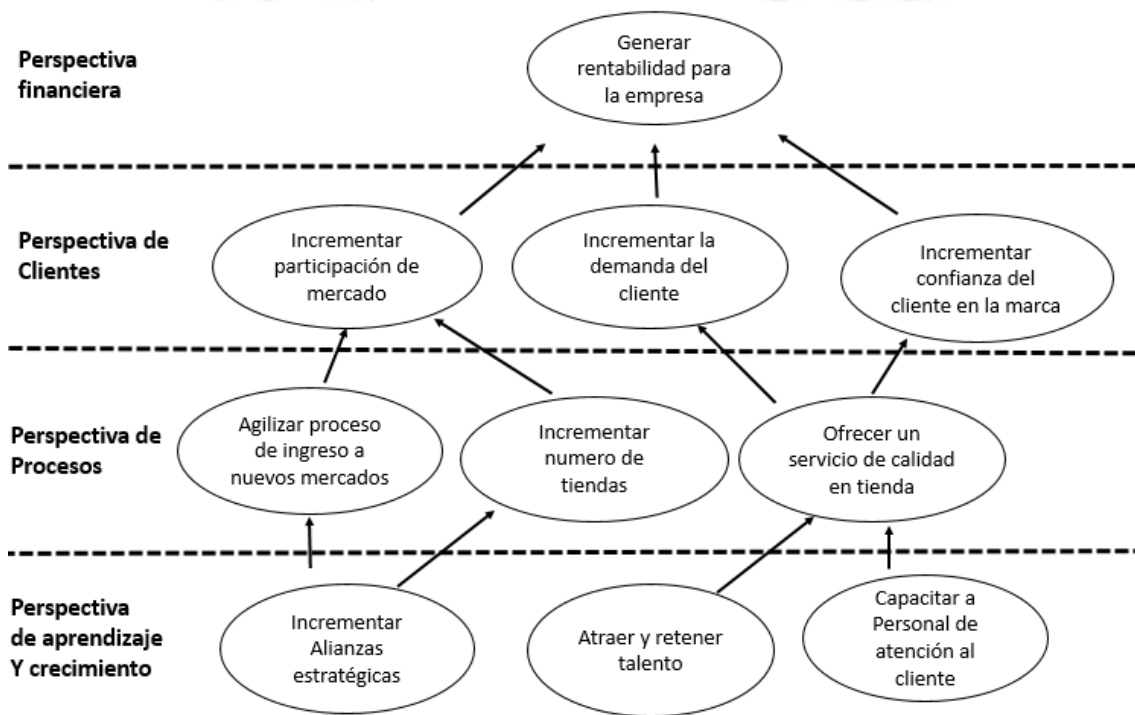 Perspectiva
financiera
Generar
rentabilidad para
la empresa
Perspectiva de
Clientes
Incrementar
participación de
mercado
Incrementar la
demanda del
cliente
Incrementar
confianza del
cliente en la marca
Perspectiva de
Procesos
Agilizar proceso
de ingreso a
nuevos mercados
Incrementar
numero de
tiendas
Ofrecer un
servicio de calidad
en tienda
Perspectiva
de aprendizaje
Y crecimiento
Incrementar
Alianzas
estratégicas
Atraer y retener
talento
Capacitar a
Personal de
atención al
cliente